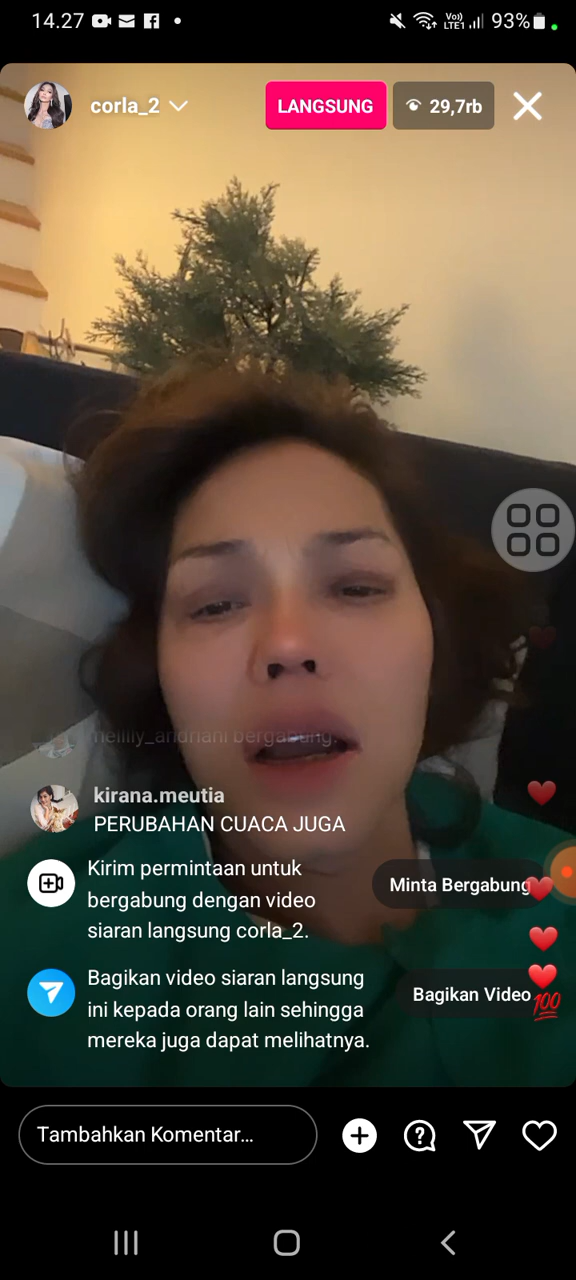 14.27
Vo))
LTE1
93%
corla_2
LANGSUNG
29,7rb
meillly_andriani bergabung.
kirana.meutia
PERUBAHAN CUACA JUGA
Kirim permintaan untuk
bergabung dengan video
siaran langsung corla_2.
Minta Bergabung
Bagikan video siaran langsung
ini kepada orang lain sehingga
mereka juga dapat melihatnya.
Bagikan Video
100
Tambahkan Komentar...